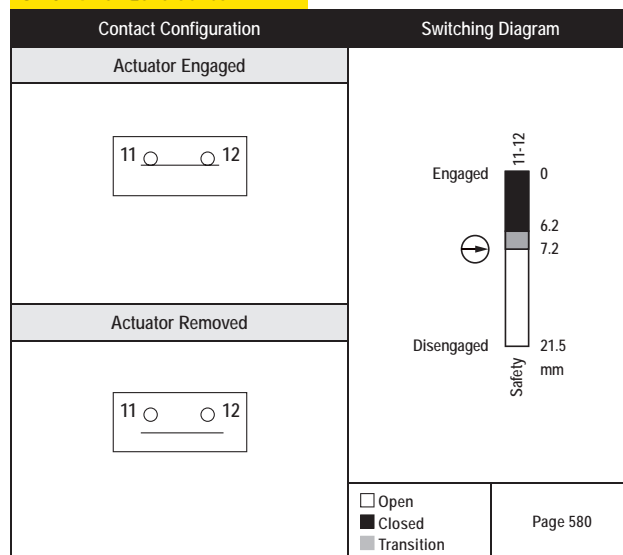 Contact Configuration
Switching Diagram
Actuator Engaged
11 12
Actuator Removed
11 12
11-12
Engaged 0
6.2
7.2
Disengaged 21.5
Safety mm
Open
Closed
Transition
Page 580